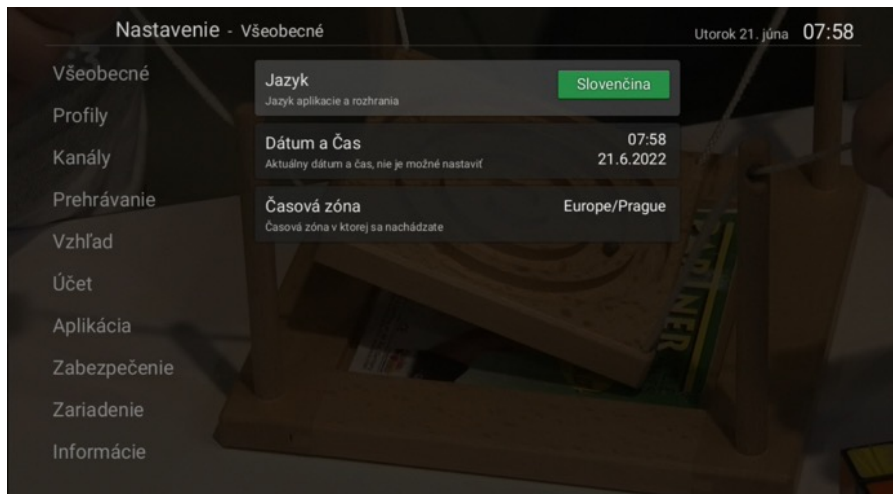 Nastavenie - Všeobecné
Utorok 21. júna 07:58
Všeobecné
Profily
Kanály
Prehrávanie
Vzhľad
Účet
Aplikácia
Zabezpečenie
Zariadenie
Informácie
Jazyk
Jazyk aplikacie a rozhrania
Slovenčina
Dátum a Čas
Aktuálny dátum a čas, nie je možné nastaviť
07:58
21.6.2022
Časová zóna
Časová zóna v ktorej sa nachádzate
Europe/Prague